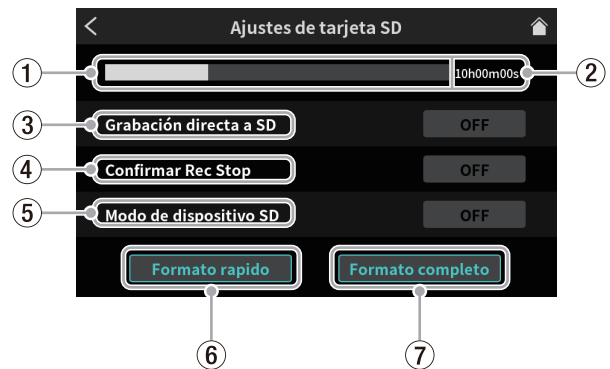 Ajustes de tarjeta SD
① 10h00m00s ②
③ Grabación directa a SD OFF
④ Confirmar Rec Stop OFF
⑤ Modo de dispositivo SD OFF
Formato rapido Formato completo
⑥ ⑦